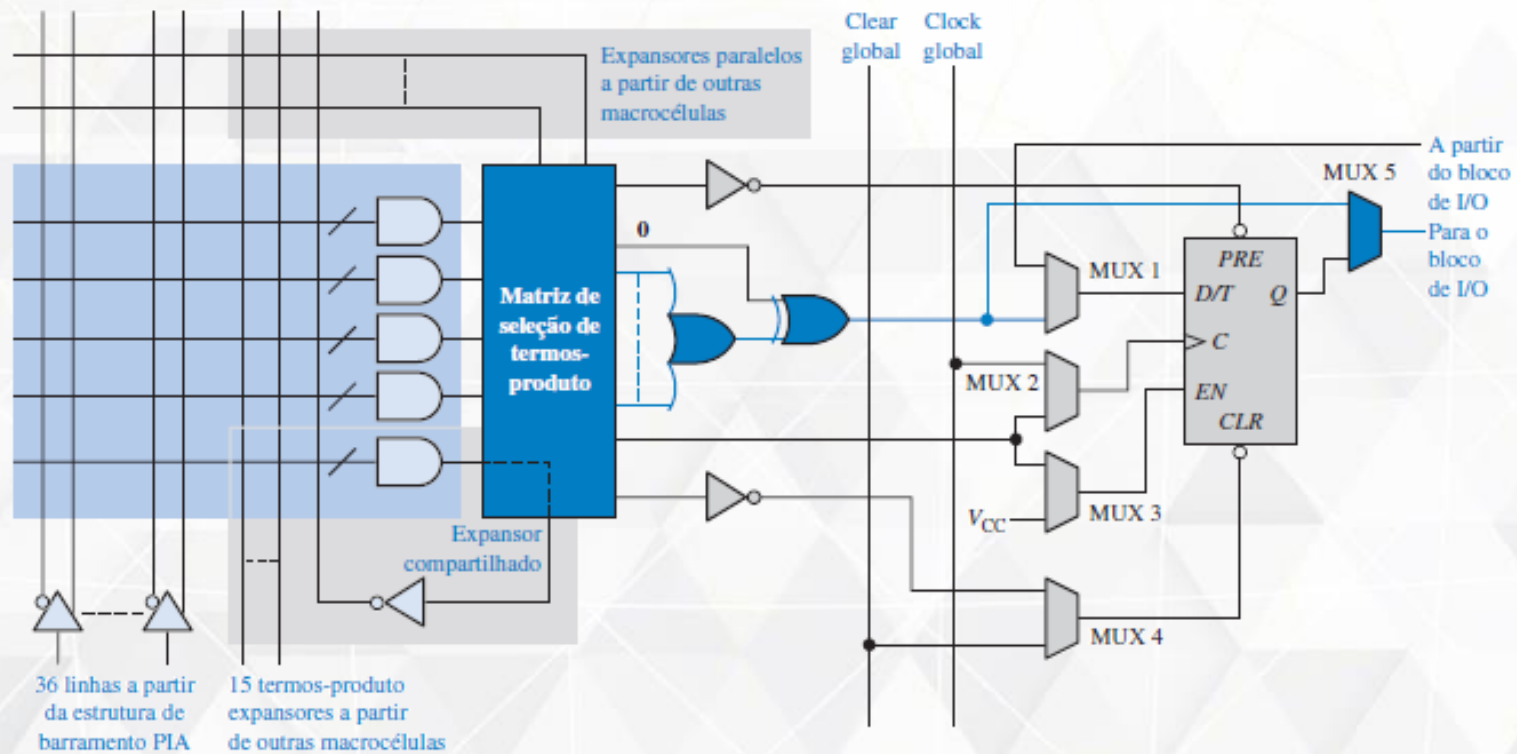 Clear
global
Clock
global
Expansores paralelos
a partir de outras
macrocélulas
A partir
do bloco
de I/O
MUX 5
Para o
bloco
de I/O
0
PRE
MUX 1
D/T Q
Matriz de
seleção de
termos-
produto
C
MUX 2
EN
CLR
VCC
MUX 3
Expansor
compartilhado
MUX 4
36 linhas a partir
da estrutura de
barramento PIA
15 termos-produto
expansores a partir
de outras macrocélulas